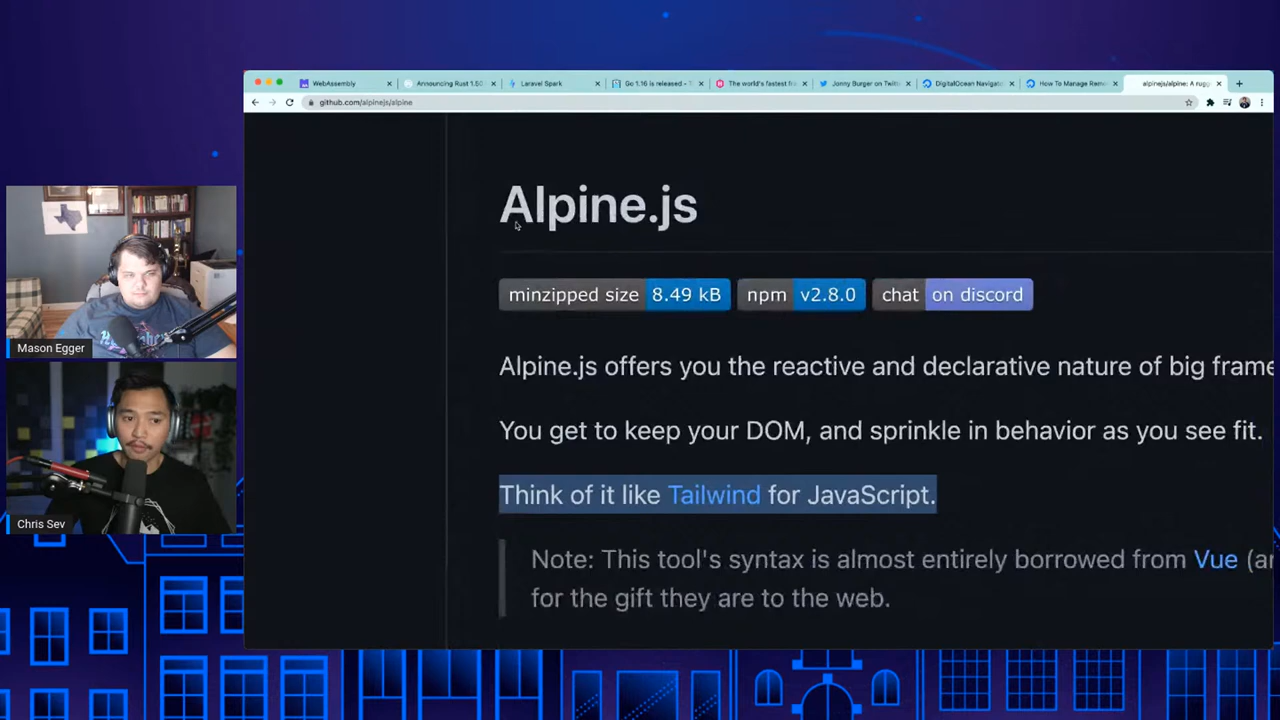 WebAssembly
Announcing Rust 1.50
Laravel Spark
Go 1.16 is released -
The world's fastest fr
Jonny Burger on Twitt
DigitalOcean Navigato
How To Manage Remo
alpinejs/alpine: A rugg
github.com/alpinejs/alpine
Alpine.js
minzipped size 8.49 kB npm v2.8.0 chat on discord
Alpine.js offers you the reactive and declarative nature of big frame
You get to keep your DOM, and sprinkle in behavior as you see fit.
Think of it like Tailwind for JavaScript.
Note: This tool's syntax is almost entirely borrowed from Vue (an
for the gift they are to the web.
Mason Egger
Chris Sev